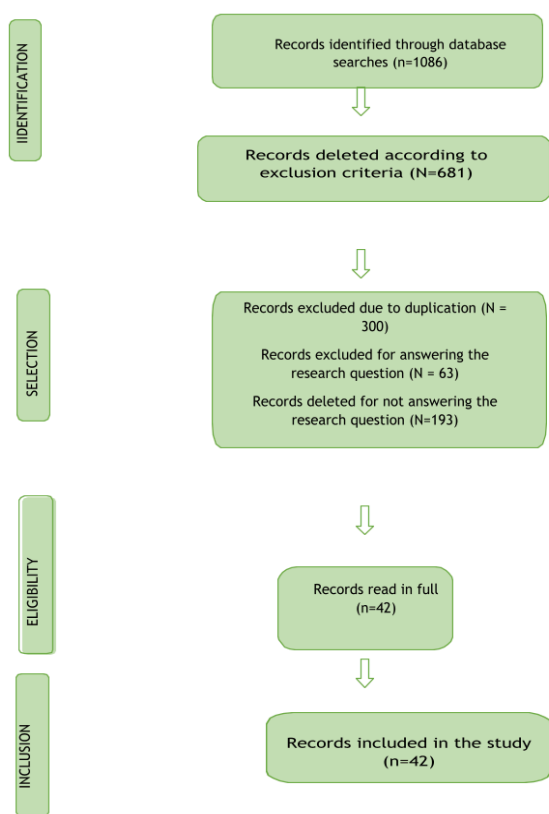 IIDENTIFICATION
Records identified through database
searches (n=1086)
Records deleted according to
exclusion criteria (N=681)
SELECTION
Records excluded due to duplication (N =
300)
Records excluded for answering the
research question (N = 63)
Records deleted for not answering the
research question (N=193)
ELIGIBILITY
Records read in full
(n=42)
INCLUSION
Records included in the study
(n=42)